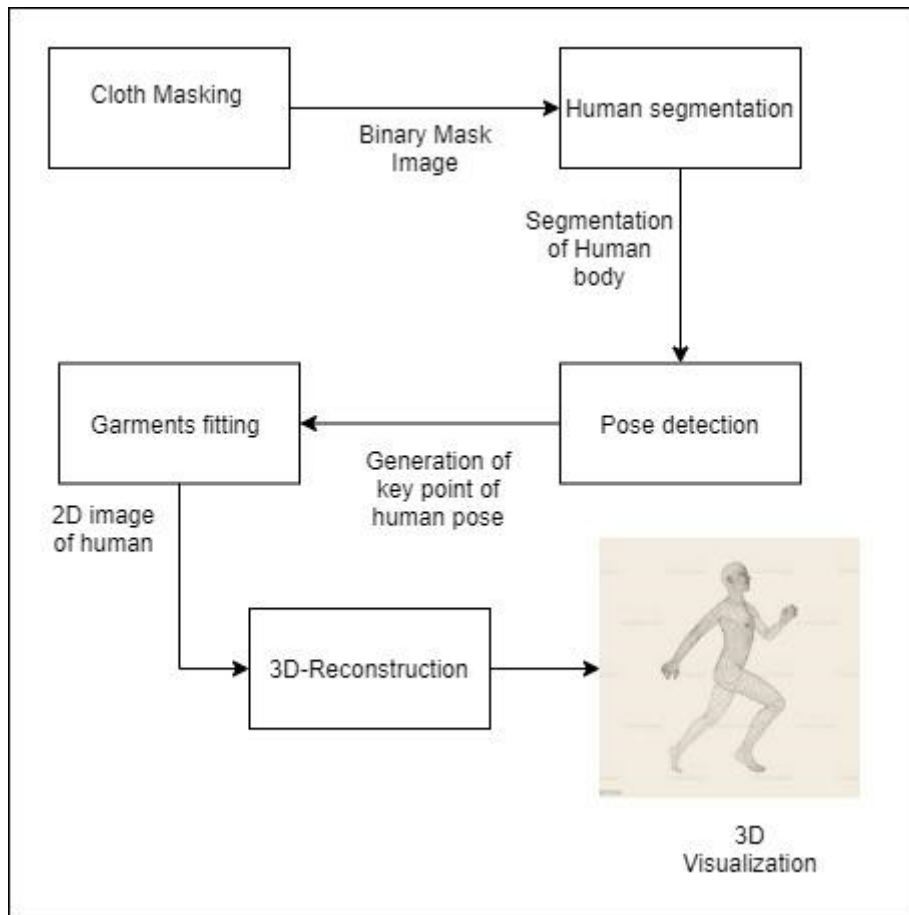 Cloth Masking
Binary Mask
Image
Human segmentation
Segmentation
of Human
body
Pose detection
Generation of
key point of
human pose
Garments fitting
2D image
of human
3D-Reconstruction
3D
Visualization